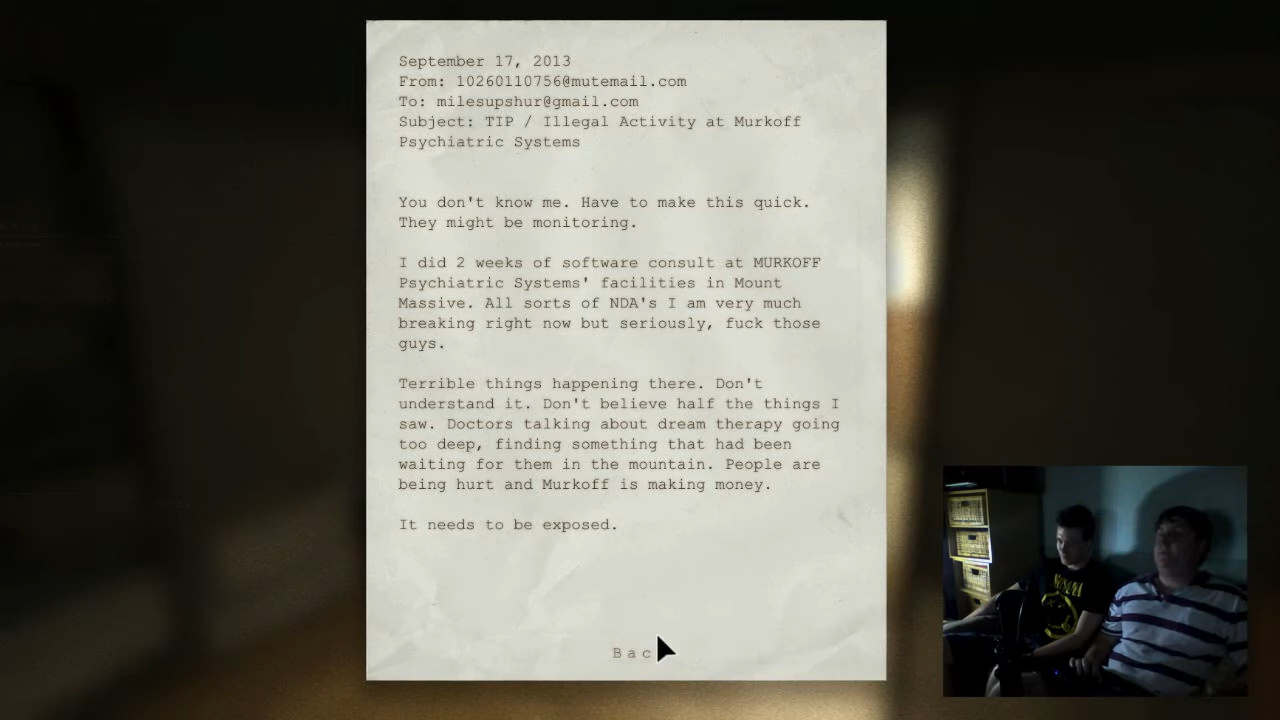 September 17, 2013
From: 10260110756@mutemail.com
To: milesupshur@gmail.com
Subject: TIP / Illegal Activity at Murkoff
Psychiatric Systems
You don't know me. Have to make this quick.
They might be monitoring.
I did 2 weeks of software consult at MURKOFF
Psychiatric Systems' facilities in Mount
Massive. All sorts of NDA's I am very much
breaking right now but seriously, fuck those
guys.
Terrible things happening there. Don't
understand it. Don't believe half the things I
saw. Doctors talking about dream therapy going
too deep, finding something that had been
waiting for them in the mountain. People are
being hurt and Murkoff is making money.
It needs to be exposed.
Bac